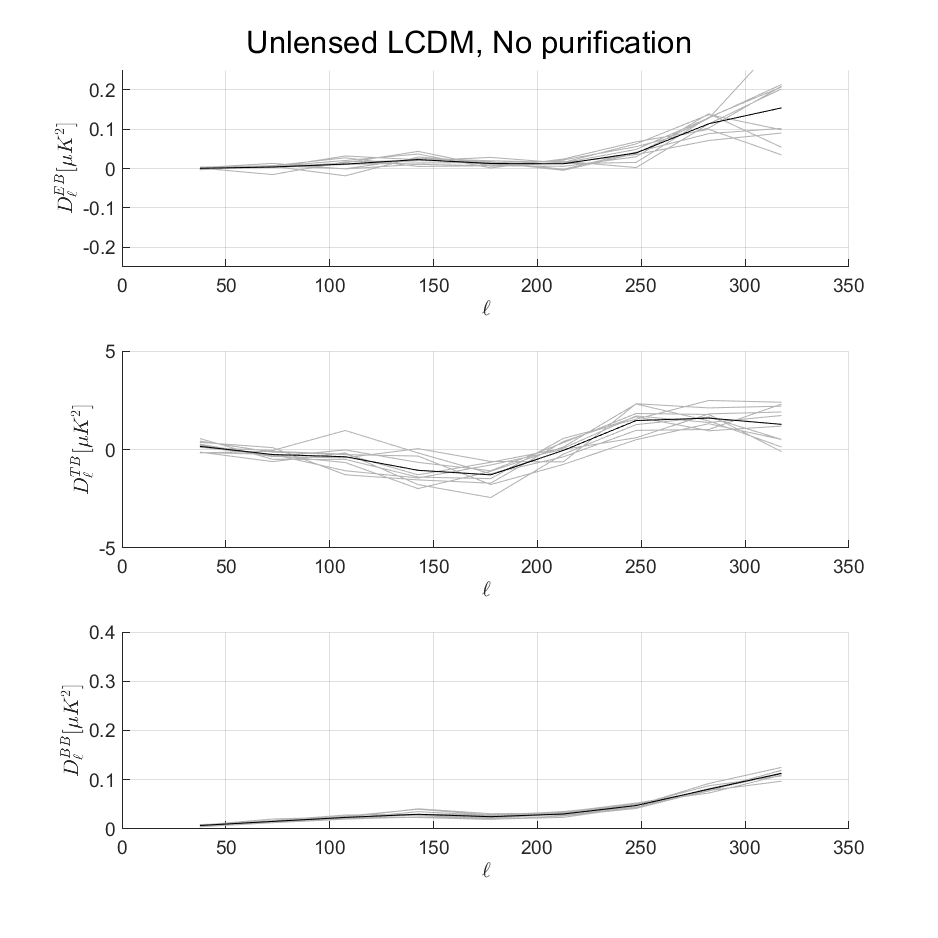 Unlensed LCDM, No purification
0.2
0.1
0
-0.1
-0.2
D_ℓ^{EB}[μK^2]
0 50 100 150 200 250 300 350
ℓ
5
0
-5
D_ℓ^{TB}[μK^2]
0 50 100 150 200 250 300 350
ℓ
0.4
0.3
0.2
0.1
0
D_ℓ^{BB}[μK^2]
0 50 100 150 200 250 300 350
ℓ